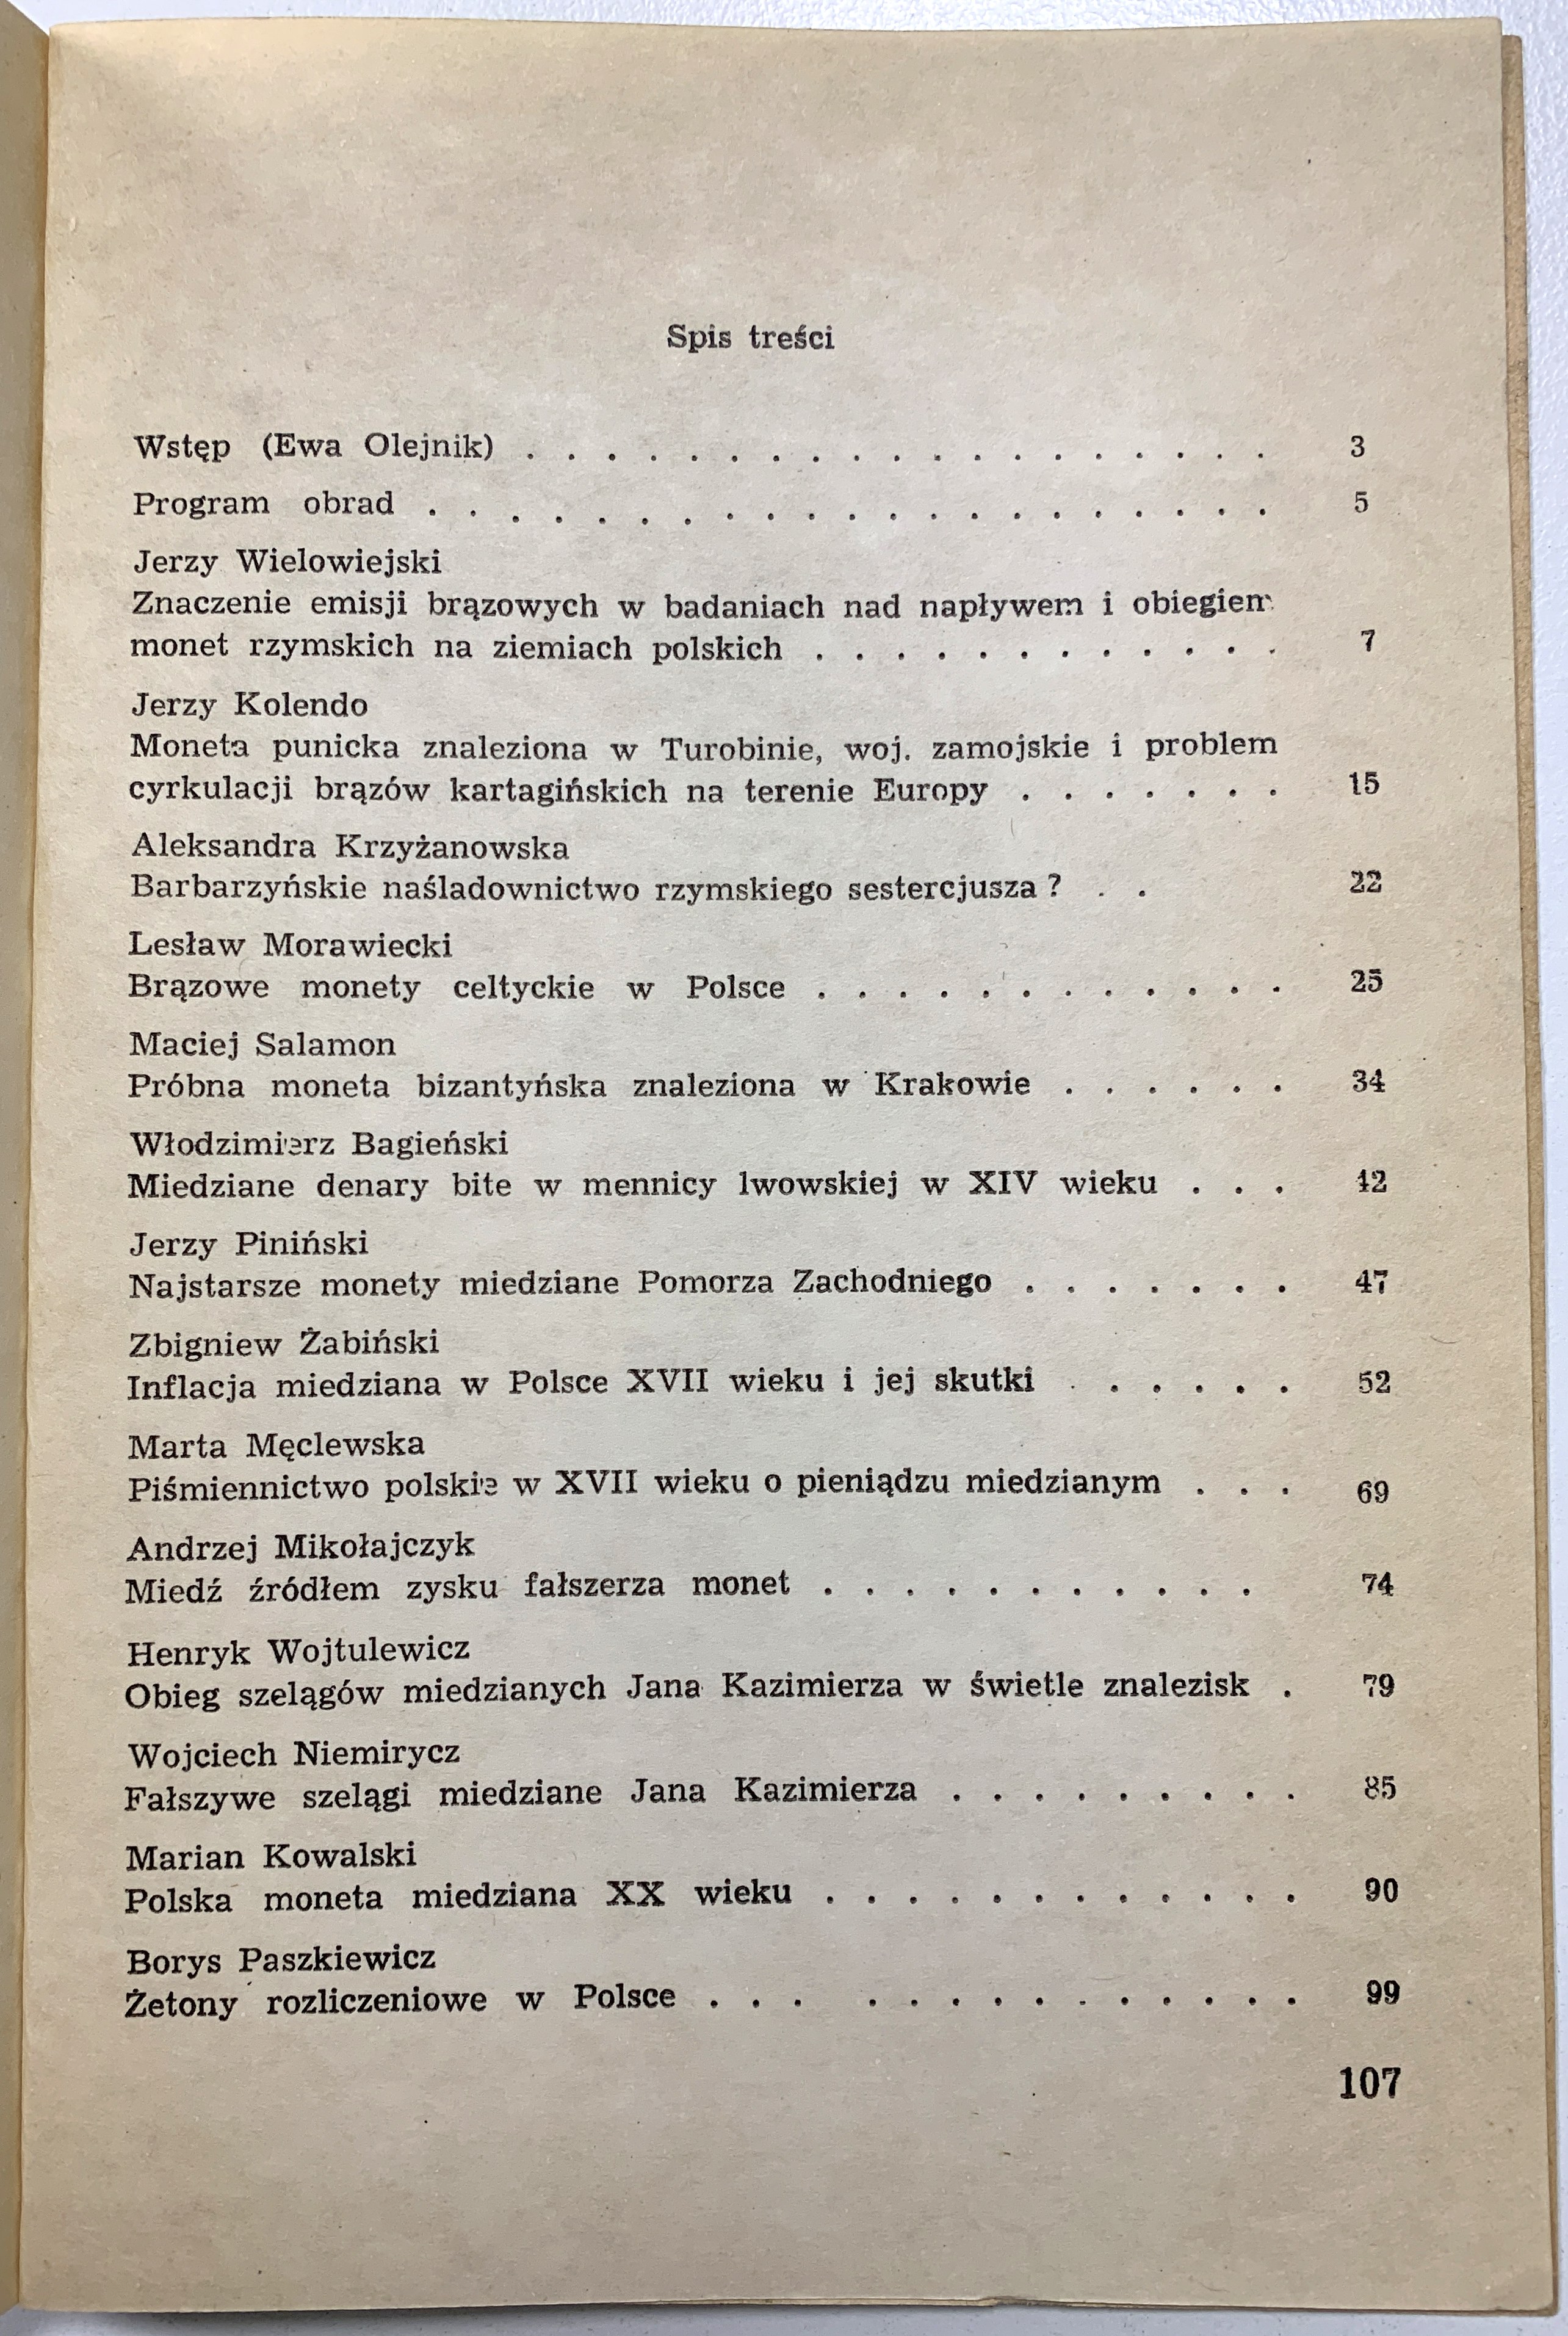 Spis treści
Wstęp (Ewa Olejnik) . . . . . . . . . . . . . . . . . . . 3
Program obrad . . . . . . . . . . . . . . . . . . . . . 5
Jerzy Wielowiejski
Znaczenie emisji brązowych w badaniach nad napływem i obiegiem
monet rzymskich na ziemiach polskich . . . . . . . . . . . . 7
Jerzy Kolendo
Moneta punicka znaleziona w Turobinie, woj. zamojskie i problem
cyrkulacji brązów kartagińskich na terenie Europy . . . . . . . 15
Aleksandra Krzyżanowska
Barbarzyńskie naśladownictwo rzymskiego sestercjusza ? . . 22
Lesław Morawiecki
Brązowe monety celtyckie w Polsce . . . . . . . . . . . . 25
Maciej Salamon
Próbna moneta bizantyńska znaleziona w Krakowie . . . . . . 34
Włodzimierz Bagieński
Miedziane denary bite w mennicy lwowskiej w XIV wieku . . . 42
Jerzy Piniński
Najstarsze monety miedziane Pomorza Zachodniego . . . . . . . 47
Zbigniew Żabiński
Inflacja miedziana w Polsce XVII wieku i jej skutki . . . . . . 52
Marta Męclewska
Piśmiennictwo polskie w XVII wieku o pieniądzu miedzianym . . . 69
Andrzej Mikołajczyk
Miedź źródłem zysku fałszerza monet . . . . . . . . . . . 74
Henryk Wojtulewicz
Obieg szelągów miedzianych Jana Kazimierza w świetle znalezisk . 79
Wojciech Niemirycz
Fałszywe szelągi miedziane Jana Kazimierza . . . . . . . . . 85
Marian Kowalski
Polska moneta miedziana XX wieku . . . . . . . . . . . . 90
Borys Paszkiewicz
Żetony rozliczeniowe w Polsce . . . . . . . . . . . . . . 99
107